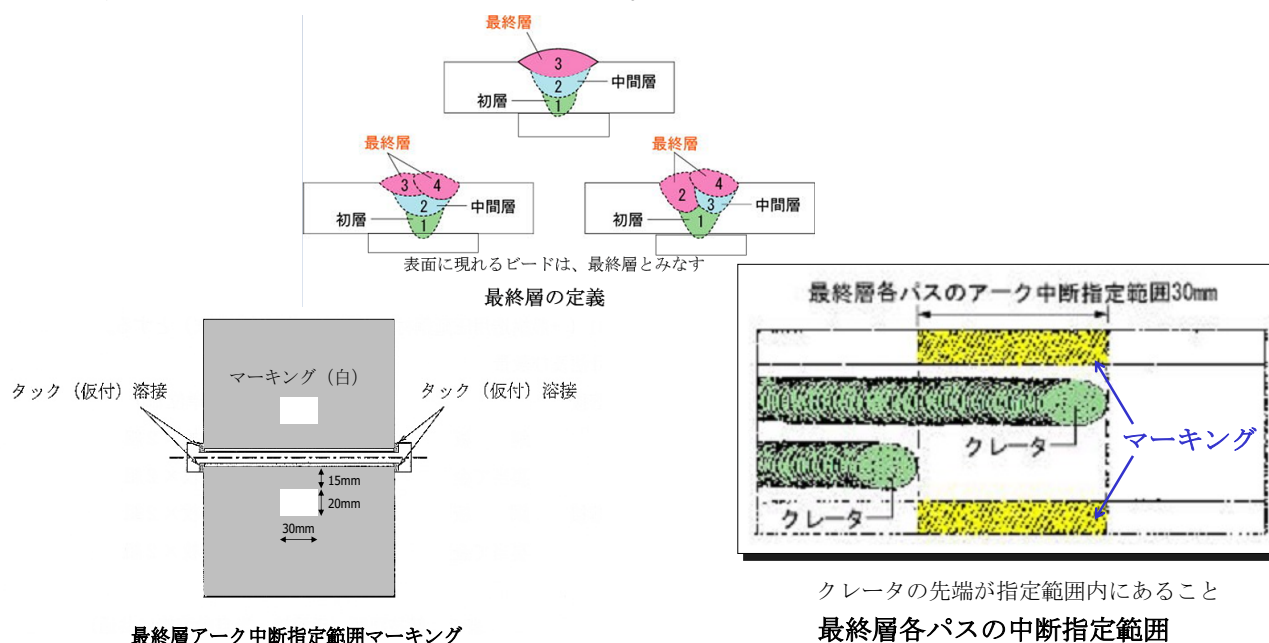 最終層
3
2
中間層
初層
1
最終層
3
4
2
中間層
初層
1
最終層
2
4
3
中間層
初層
1
表面に現れるビードは、最終層とみなす
最終層の定義
タック（仮付）溶接
マーキング（白）
タック（仮付）溶接
15mm
20mm
30mm
最終層アーク中断指定範囲マーキング
最終層各パスのアーク中断指定範囲30mm
クレータ
マーキング
クレータ
クレータの先端が指定範囲内にあること
最終層各パスの中断指定範囲